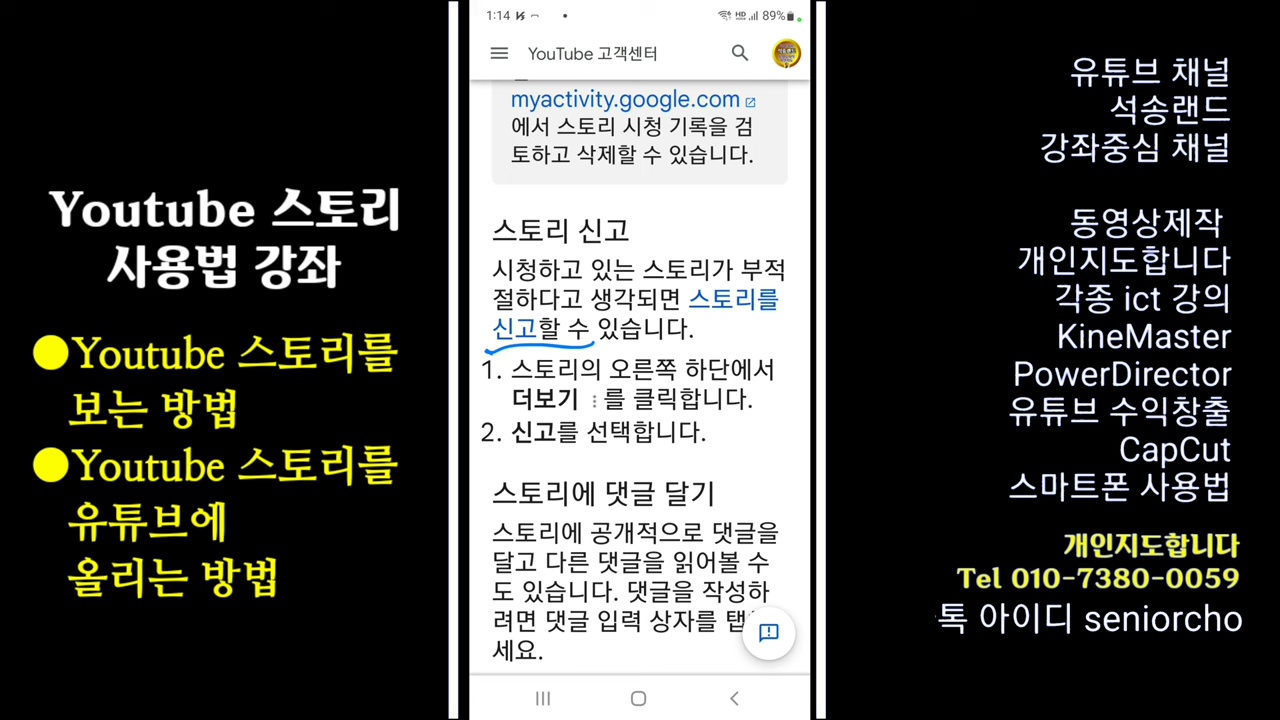 Youtube 스토리
사용법 강좌
●Youtube 스토리를
보는 방법
●Youtube 스토리를
유튜브에
올리는 방법
1:14
HD
89%
YouTube 고객센터
myactivity.google.com
에서 스토리 시청 기록을 검
토하고 삭제할 수 있습니다.
스토리 신고
시청하고 있는 스토리가 부적
절하다고 생각되면 스토리를
신고할 수 있습니다.
1. 스토리의 오른쪽 하단에서
더보기 ⋮를 클릭합니다.
2. 신고를 선택합니다.
스토리에 댓글 달기
스토리에 공개적으로 댓글을
달고 다른 댓글을 읽어볼 수
도 있습니다. 댓글을 작성하
려면 댓글 입력 상자를 탭
세요.
유튜브 채널
석송랜드
강좌중심 채널
동영상제작
개인지도합니다
각종 ict 강의
KineMaster
PowerDirector
유튜브 수익창출
CapCut
스마트폰 사용법
개인지도합니다
Tel 010-7380-0059
톡 아이디 seniorcho